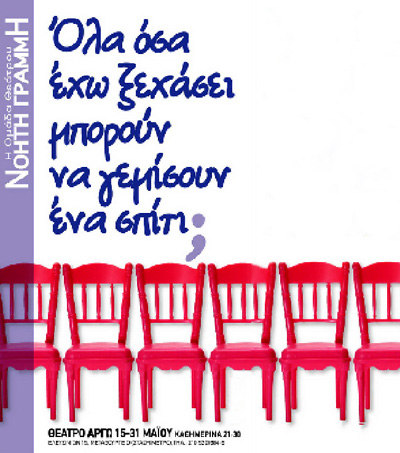 Η Ομάδα Θεάτρου
ΝΟΗΤΗ ΓΡΑΜΜΗ
Όλα όσα
έχω ξεχάσει
μπορούν
να γεμίσουν
ένα σπίτι;
ΘΕΑΤΡΟ ΑΡΓΩ 15-31 ΜΑΪΟΥ ΚΑΘΗΜΕΡΙΝΑ 21:30